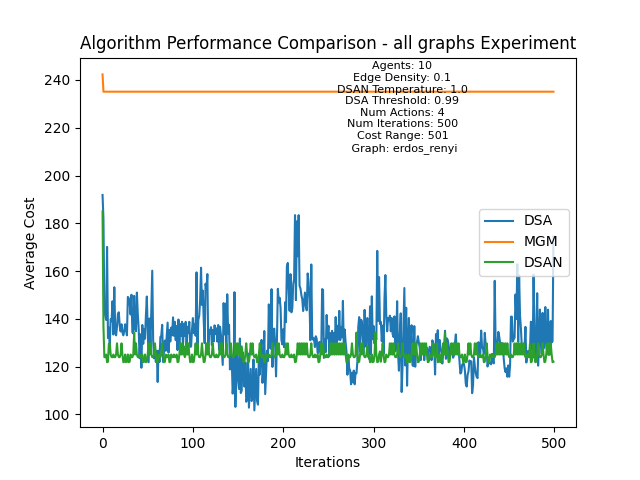 Algorithm Performance Comparison - all graphs Experiment
Agents: 10
Edge Density: 0.1
DSAN Temperature: 1.0
DSA Threshold: 0.99
Num Actions: 4
Num Iterations: 500
Cost Range: 501
Graph: erdos_renyi
240
220
200
180
160
140
120
100
Average Cost
DSA
MGM
DSAN
0 100 200 300 400 500
Iterations